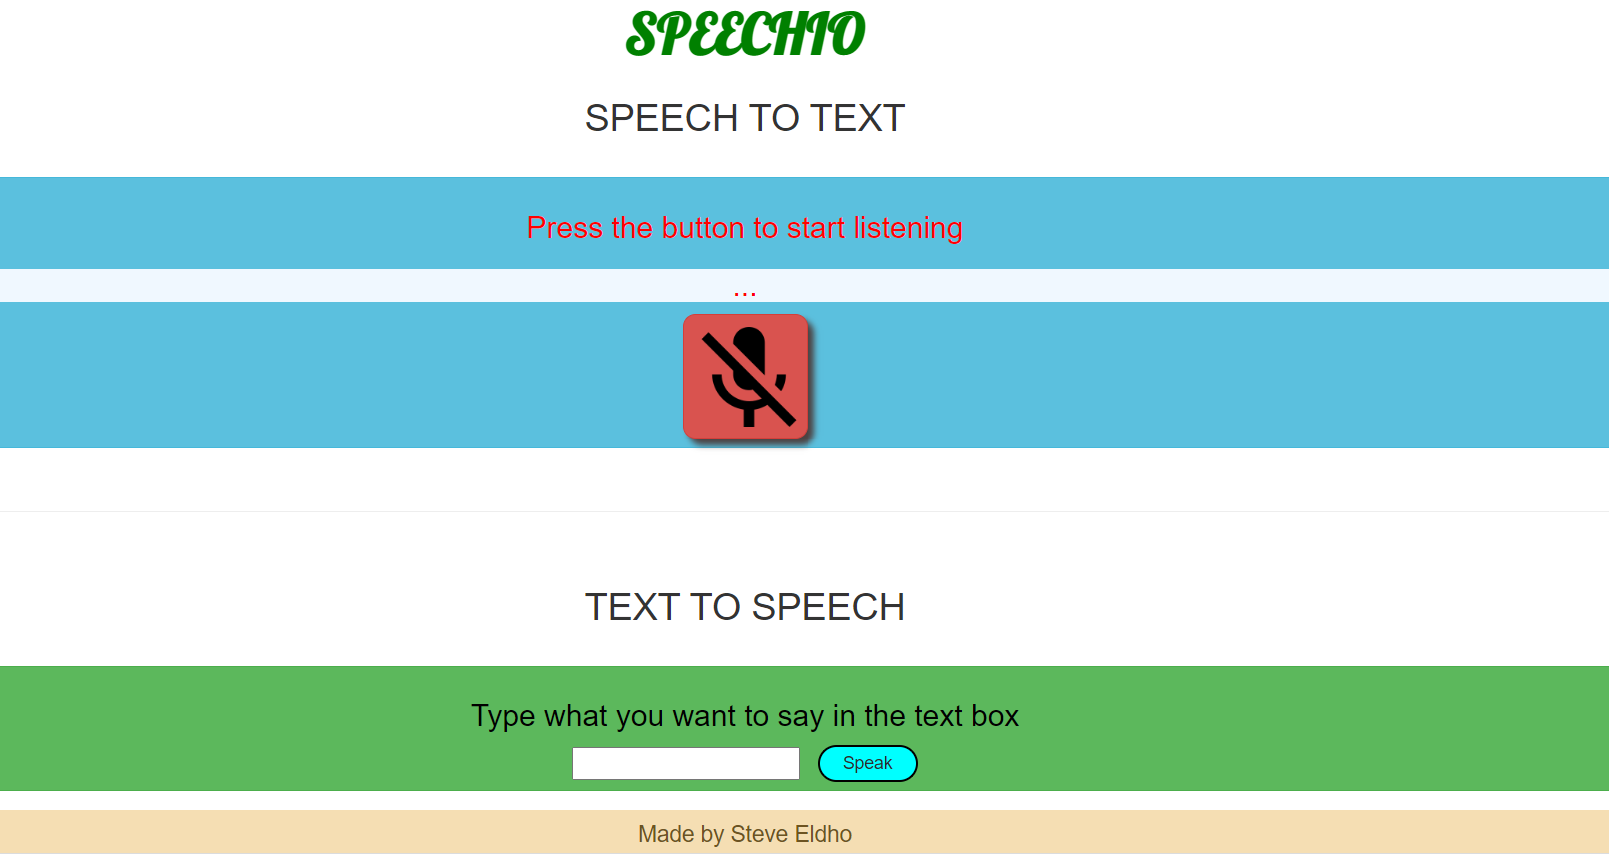 SPEECHIO
SPEECH TO TEXT
Press the button to start listening
...
TEXT TO SPEECH
Type what you want to say in the text box
Speak
Made by Steve Eldho